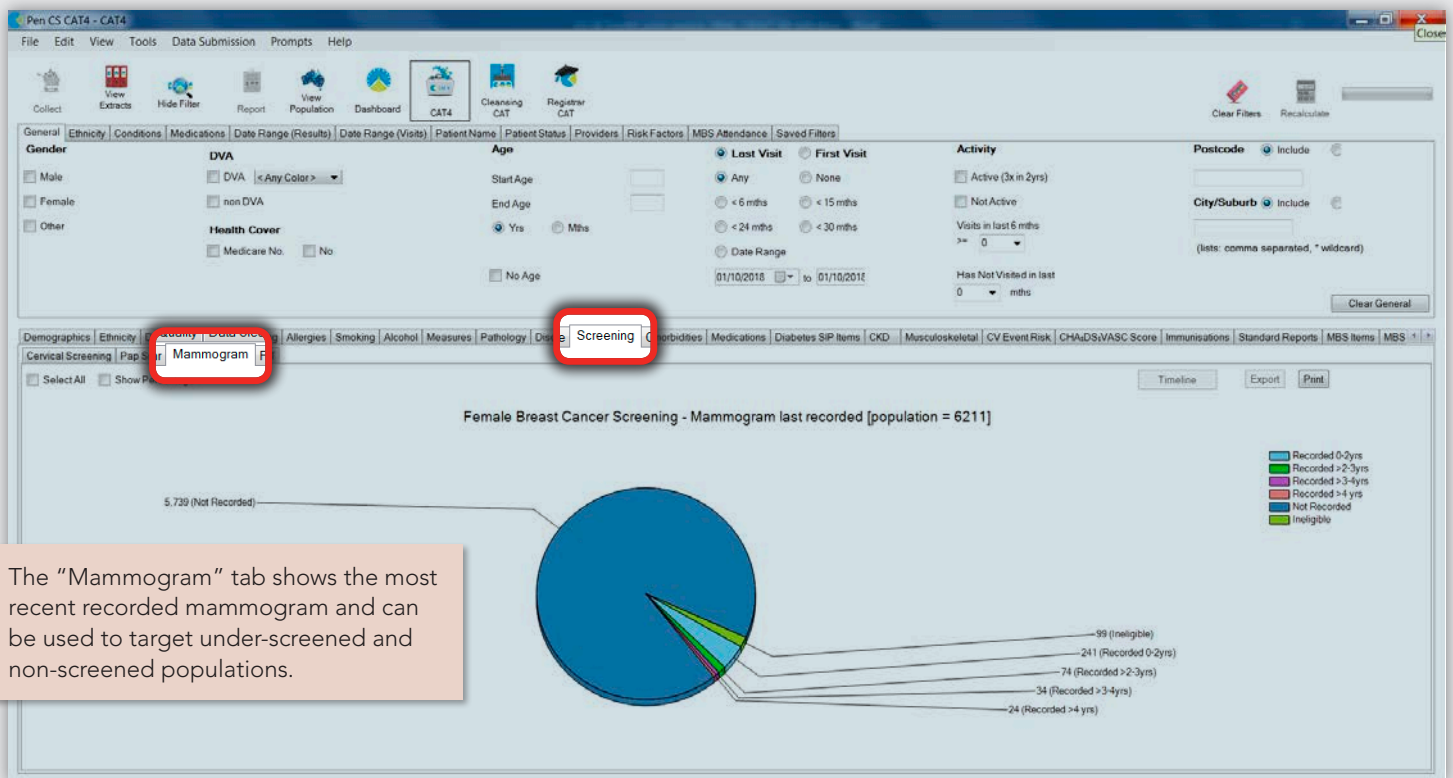 Pen CS CAT4 - CAT4
Close
File Edit View Tools Data Submission Prompts Help
Collect
View Extracts
Hide Filter
Report
View Population
Dashboard
CAT4
Cleansing CAT
Registrar CAT
Clear Filters
Recalculate
General Ethnicity Conditions Medications Date Range (Results) Date Range (Visits) Patient Name Patient Status Providers Risk Factors MBS Attendance Saved Filters
Gender
Male
Female
Other
DVA
DVA <Any Color>
non DVA
Health Cover
Medicare No. No
Age
Start Age
End Age
Yrs Mths
No Age
Last Visit First Visit
Any None
< 6 mths < 15 mths
< 24 mths < 30 mths
Date Range
01/10/2018 to 01/10/2018
Activity
Active (3x in 2yrs)
Not Active
Visits in last 6 mths
>= 0
Has Not Visited in last
0 mths
Postcode Include
City/Suburb Include
(lists: comma separated, * wildcard)
Clear General
Demographics Ethnicity Allergies Smoking Alcohol Measures Pathology Screening Medications Diabetes SIP Items CKD Musculoskeletal CV Event Risk CHA₂DS₂VASC Score Immunisations Standard Reports MBS Items MBS
Cervical Screening Pap Mammogram
Select All Show
Timeline Export Print
Female Breast Cancer Screening - Mammogram last recorded [population = 6211]
Recorded 0-2yrs
Recorded >2-3yrs
Recorded >3-4yrs
Recorded >4 yrs
Not Recorded
Ineligible
5,739 (Not Recorded)
99 (Ineligible)
241 (Recorded 0-2yrs)
74 (Recorded >2-3yrs)
34 (Recorded >3-4yrs)
24 (Recorded >4 yrs)
The “Mammogram” tab shows the most
recent recorded mammogram and can
be used to target under-screened and
non-screened populations.